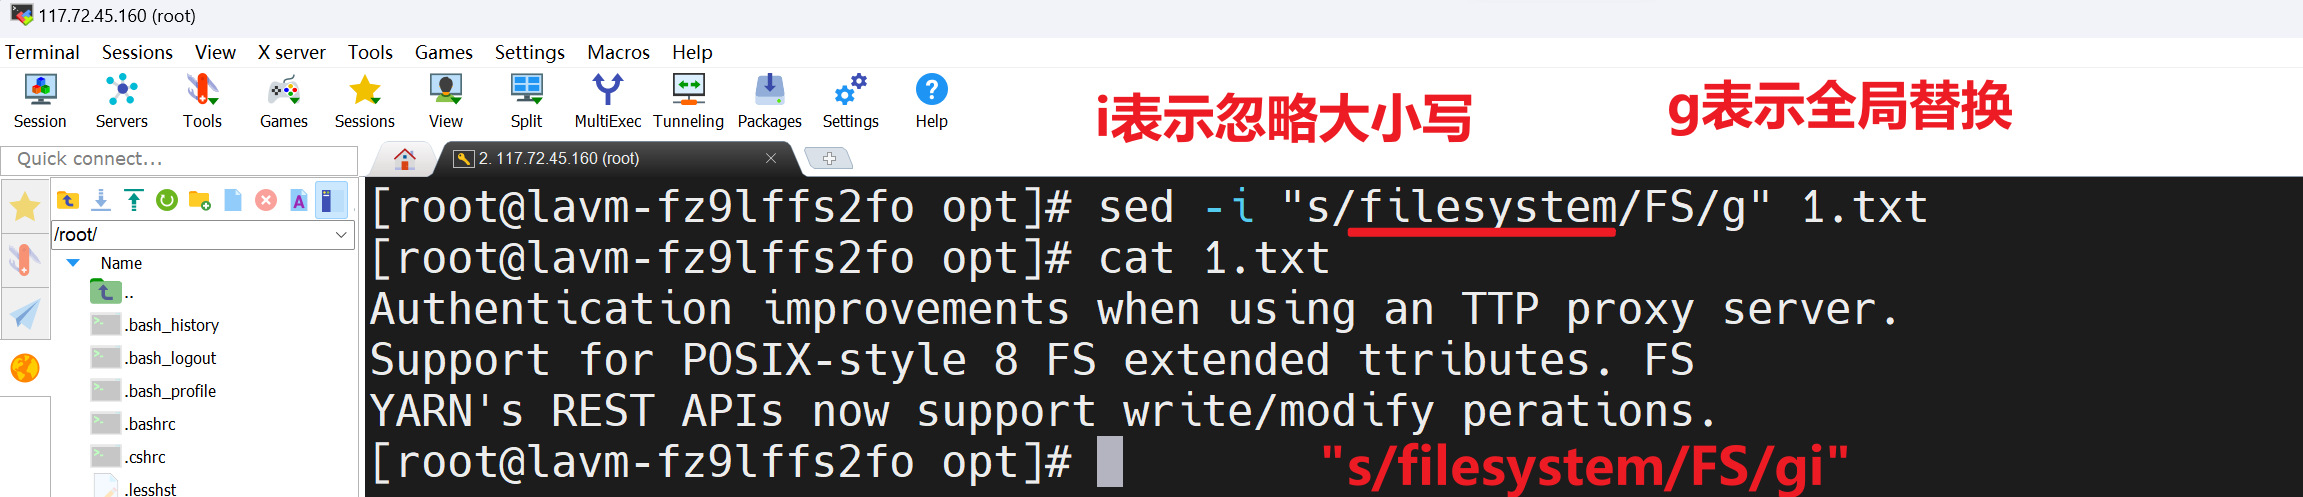 117.72.45.160 (root)
Terminal Sessions View X server Tools Games Settings Macros Help
Session Servers Tools Games Sessions View Split MultiExec Tunneling Packages Settings Help
i表示忽略大小写
g表示全局替换
Quick connect...
2. 117.72.45.160 (root)
/root/
Name
..
.bash_history
.bash_logout
.bash_profile
.bashrc
.cshrc
.lesshst
[root@lavm-fz9lffs2fo opt]# sed -i "s/filesystem/FS/g" 1.txt
[root@lavm-fz9lffs2fo opt]# cat 1.txt
Authentication improvements when using an TTP proxy server.
Support for POSIX-style 8 FS extended ttributes. FS
YARN's REST APIs now support write/modify perations.
[root@lavm-fz9lffs2fo opt]#
"s/filesystem/FS/gi"